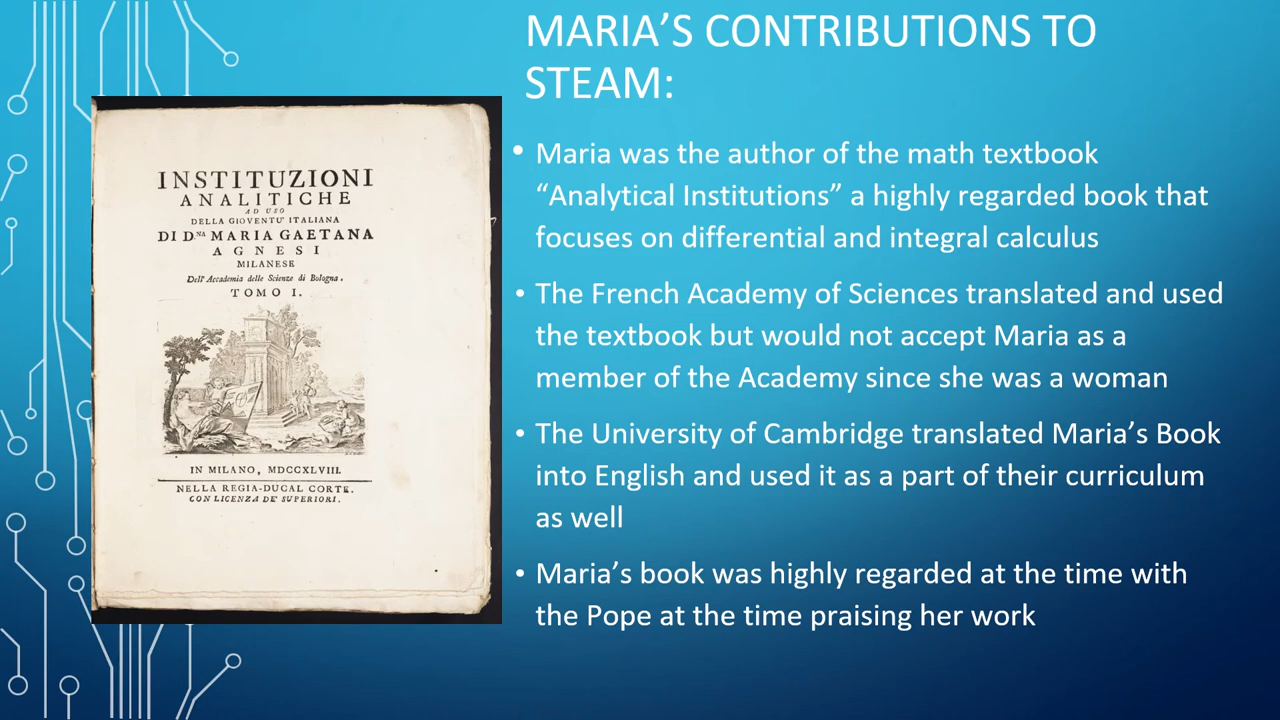 MARIA’S CONTRIBUTIONS TO
STEAM:
INSTITUZIONI
ANALITICHE
AD USO
DELLA GIOVENTU' ITALIANA
DI D.NA MARIA GAETANA
AGNESI
MILANESE
Dell' Accademia delle Scienze di Bologna.
TOMO I.
IN MILANO, MDCCXLVIII.
NELLA REGIA-DUCAL CORTE.
CON LICENZA DE' SUPERIORI.
• Maria was the author of the math textbook
“Analytical Institutions” a highly regarded book that
focuses on differential and integral calculus
• The French Academy of Sciences translated and used
the textbook but would not accept Maria as a
member of the Academy since she was a woman
• The University of Cambridge translated Maria’s Book
into English and used it as a part of their curriculum
as well
• Maria’s book was highly regarded at the time with
the Pope at the time praising her work